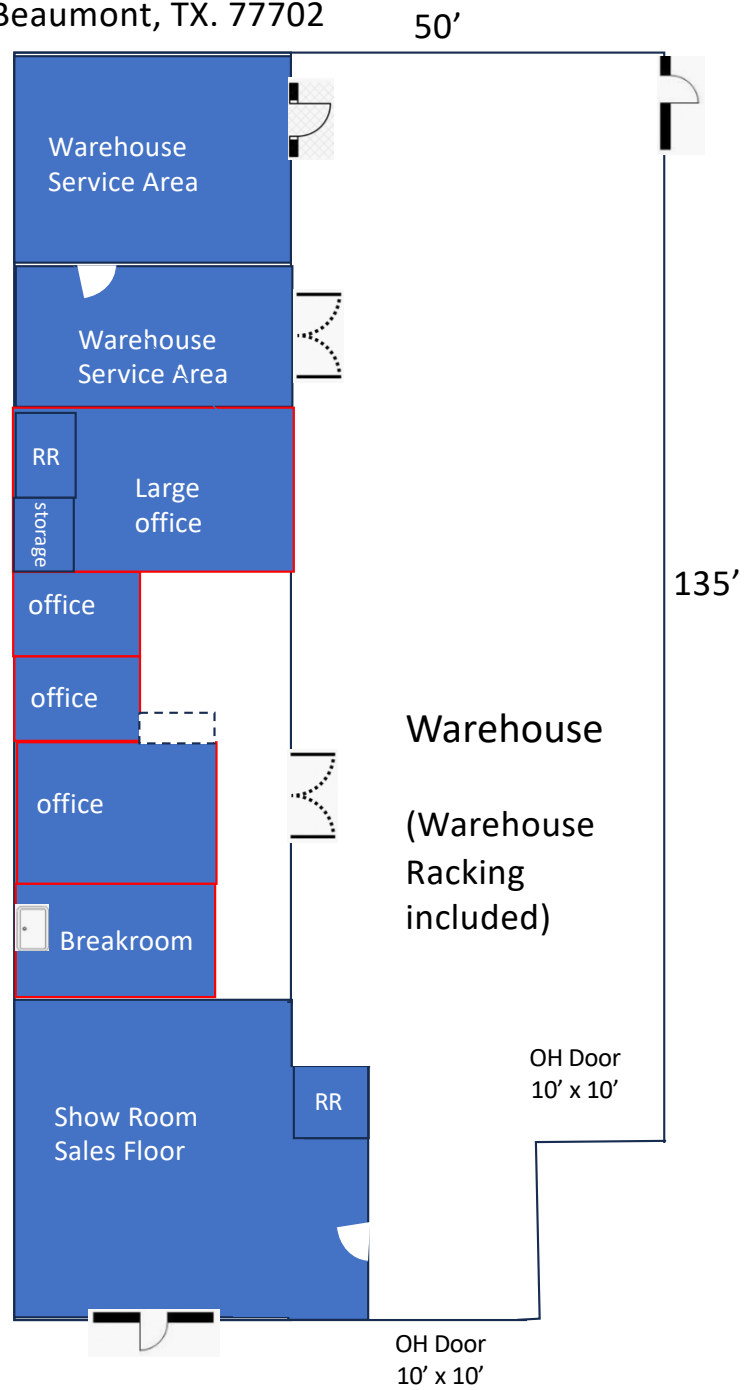 Beaumont, TX. 77702
50’
Warehouse
Service Area
Warehouse
Service Area
RR
Large
office
storage
office
135’
office
Warehouse
office
(Warehouse
Racking
included)
Breakroom
OH Door
10’ x 10’
RR
Show Room
Sales Floor
OH Door
10’ x 10’